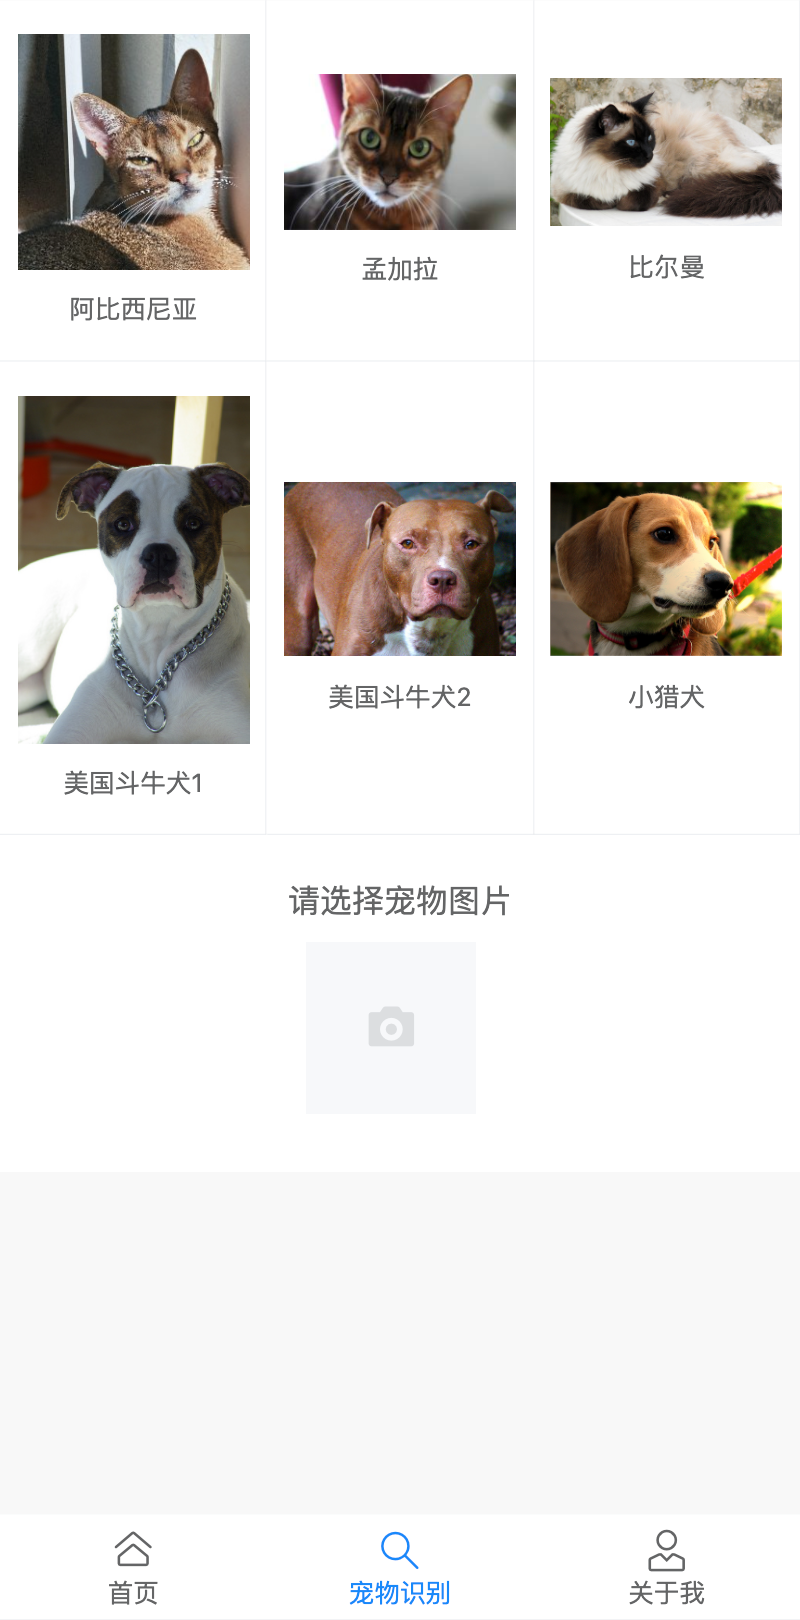 阿比西尼亚
孟加拉
比尔曼
美国斗牛犬1
美国斗牛犬2
小猎犬
请选择宠物图片
首页
宠物识别
关于我